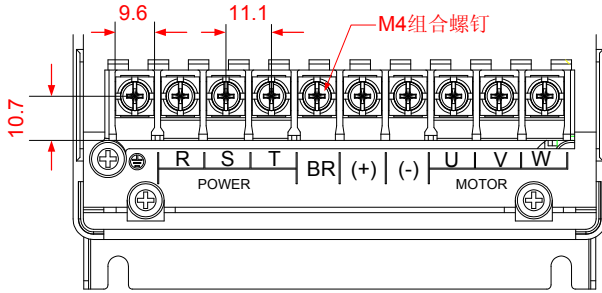 9.6
11.1
M4组合螺钉
10.7
R S T BR (+) (-) U V W
POWER MOTOR